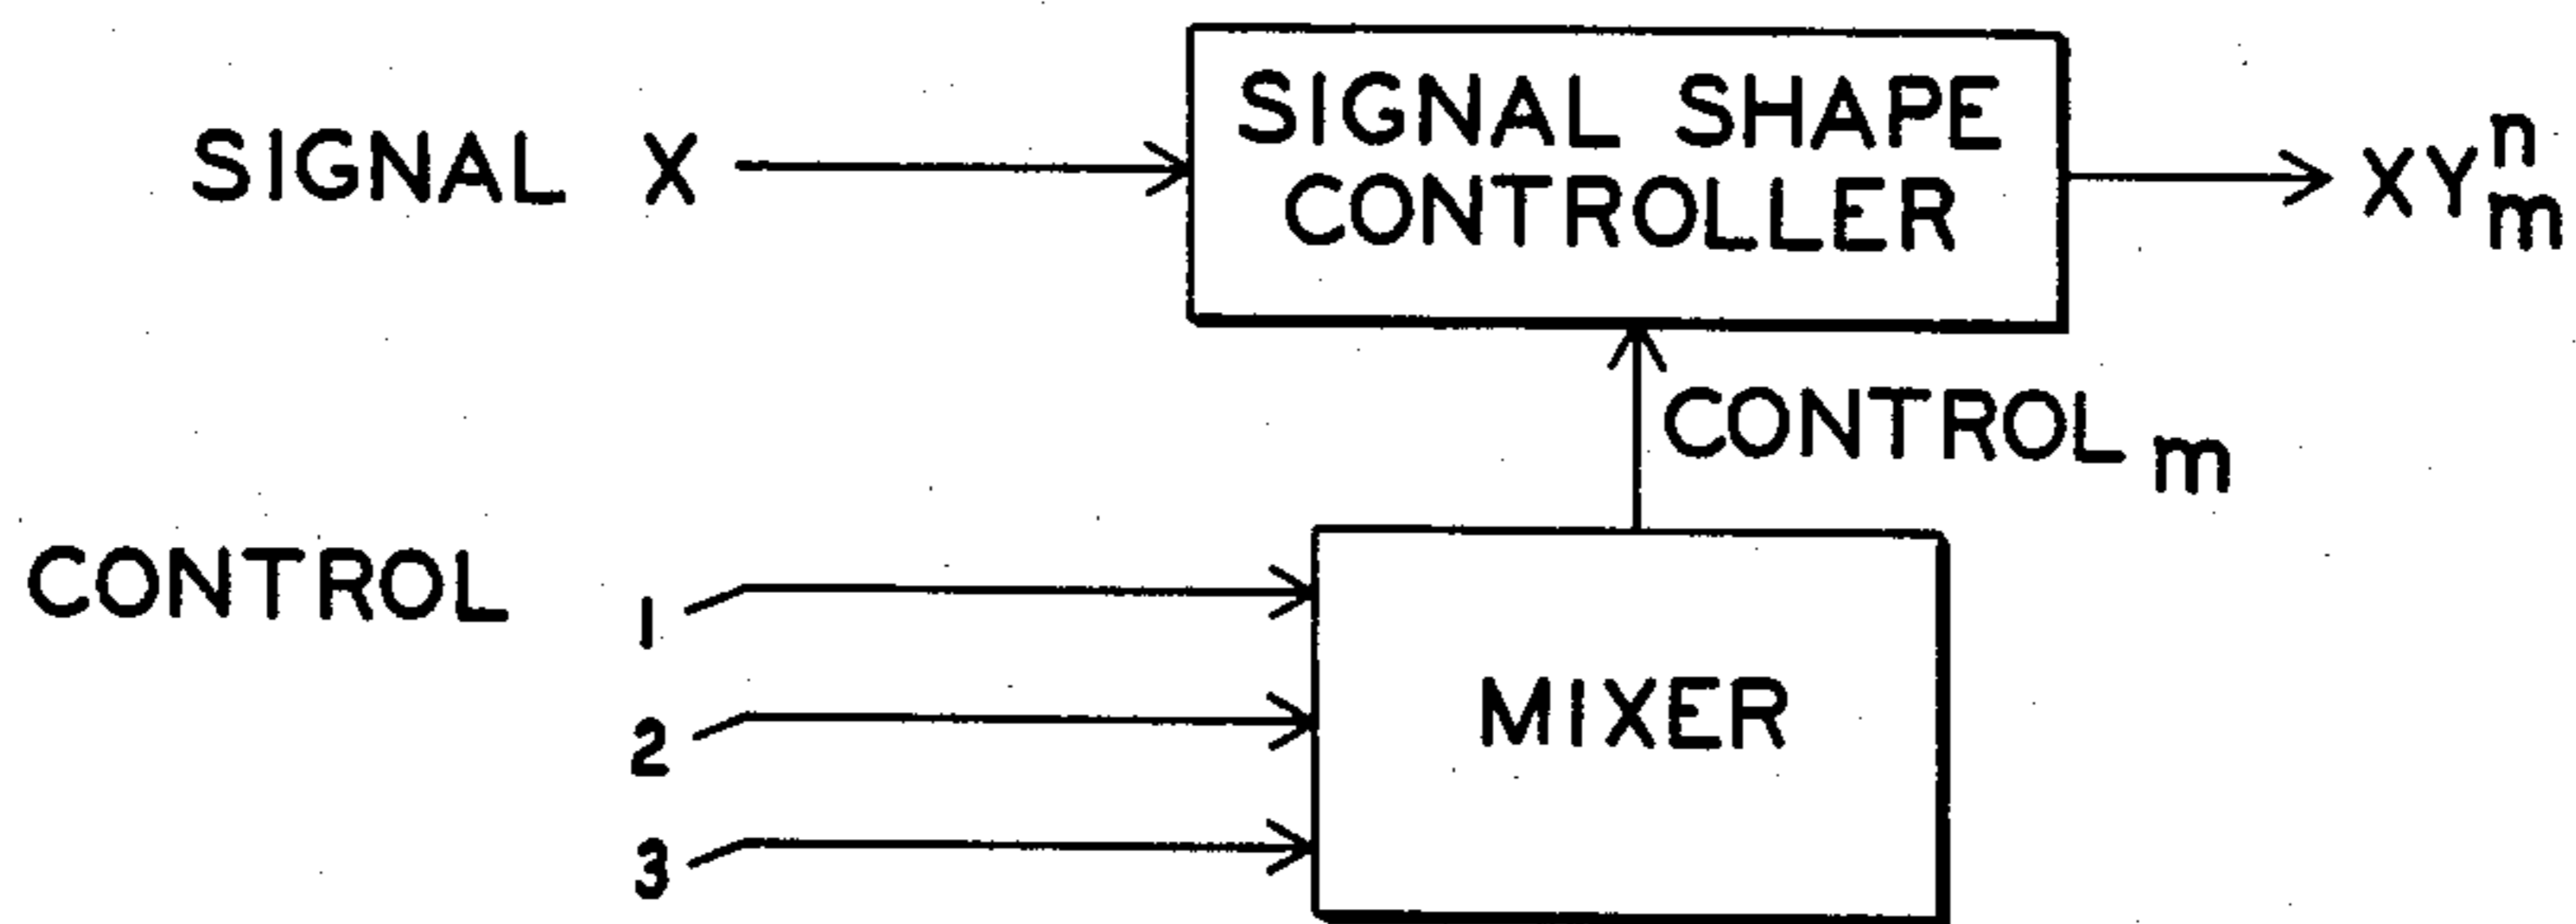 SIGNAL X
SIGNAL SHAPE
CONTROLLER
XYⁿₘ
CONTROLₘ
CONTROL
1
2
3
MIXER